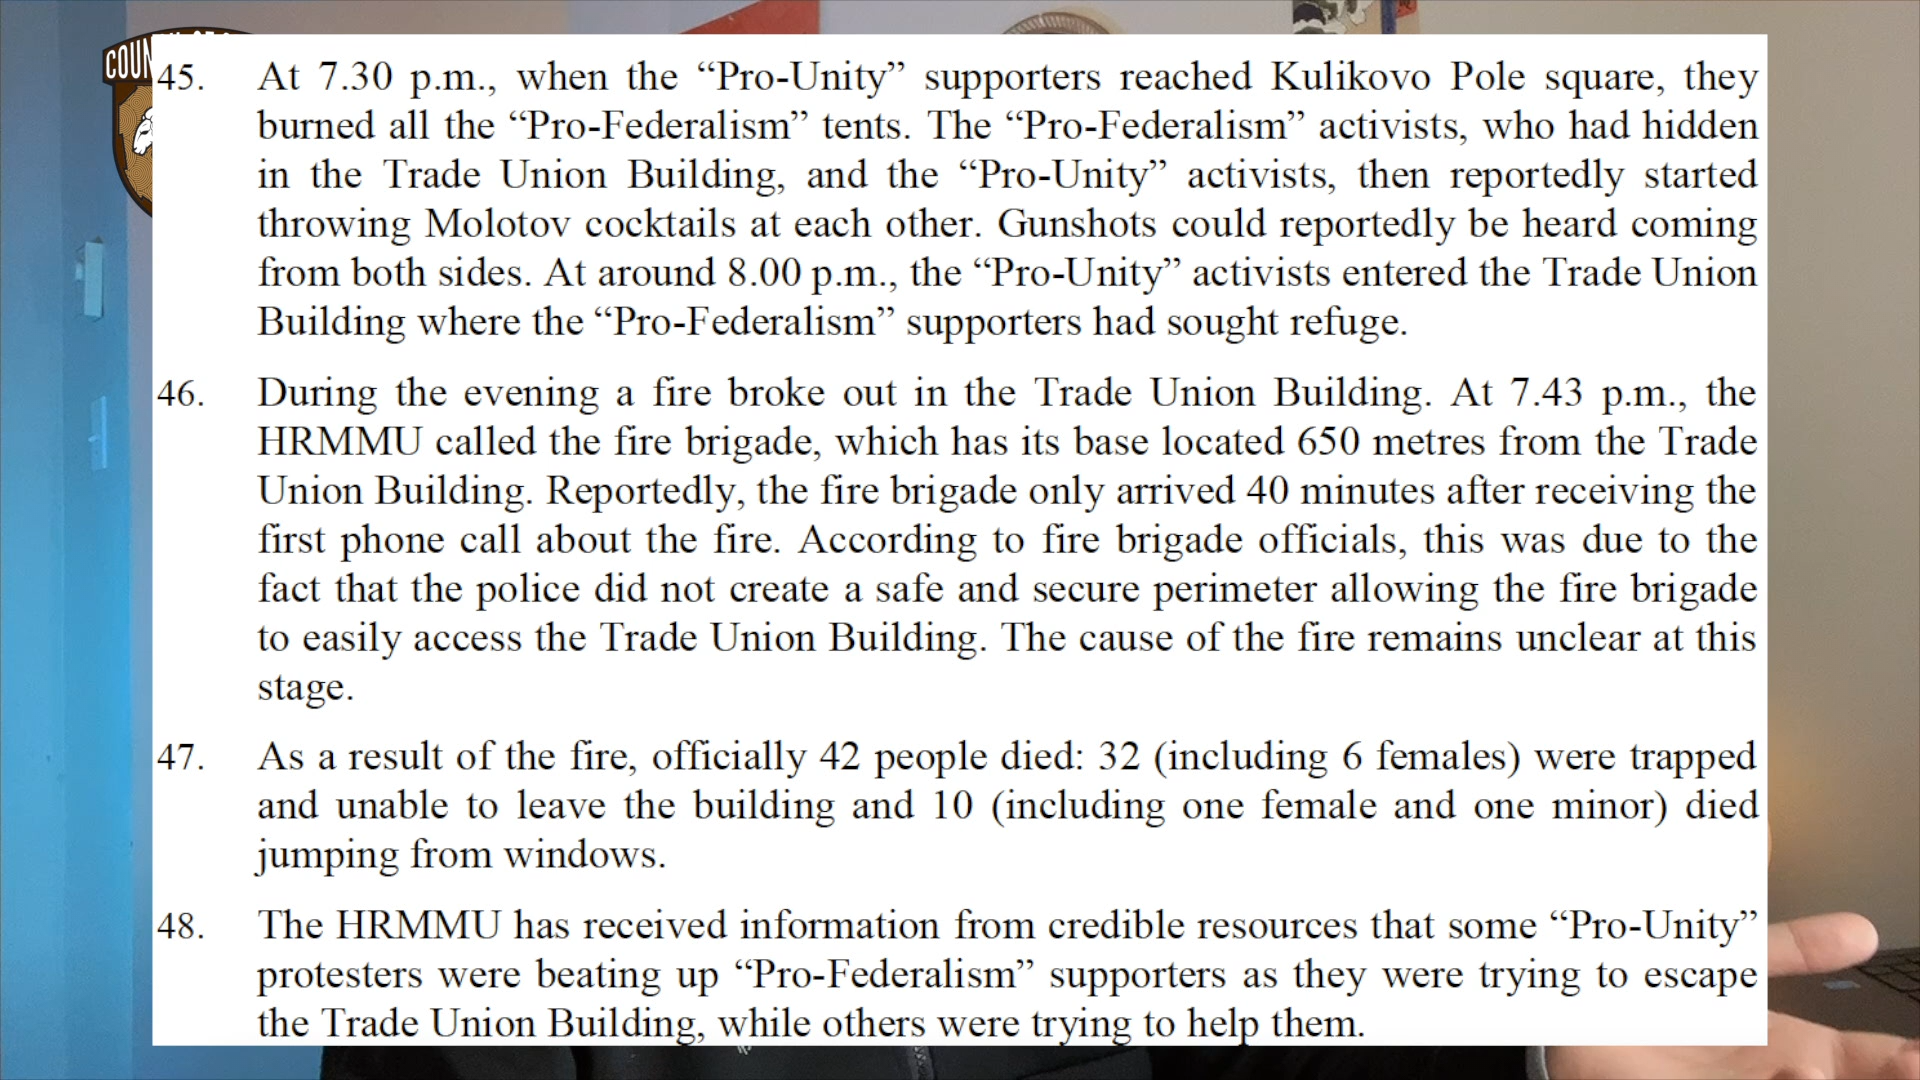 COUN
45. At 7.30 p.m., when the “Pro-Unity” supporters reached Kulikovo Pole square, they
burned all the “Pro-Federalism” tents. The “Pro-Federalism” activists, who had hidden
in the Trade Union Building, and the “Pro-Unity” activists, then reportedly started
throwing Molotov cocktails at each other. Gunshots could reportedly be heard coming
from both sides. At around 8.00 p.m., the “Pro-Unity” activists entered the Trade Union
Building where the “Pro-Federalism” supporters had sought refuge.
46. During the evening a fire broke out in the Trade Union Building. At 7.43 p.m., the
HRMMU called the fire brigade, which has its base located 650 metres from the Trade
Union Building. Reportedly, the fire brigade only arrived 40 minutes after receiving the
first phone call about the fire. According to fire brigade officials, this was due to the
fact that the police did not create a safe and secure perimeter allowing the fire brigade
to easily access the Trade Union Building. The cause of the fire remains unclear at this
stage.
47. As a result of the fire, officially 42 people died: 32 (including 6 females) were trapped
and unable to leave the building and 10 (including one female and one minor) died
jumping from windows.
48. The HRMMU has received information from credible resources that some “Pro-Unity”
protesters were beating up “Pro-Federalism” supporters as they were trying to escape
the Trade Union Building, while others were trying to help them.